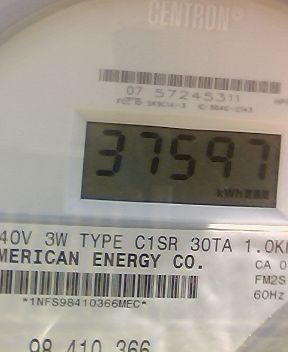 CENTRON®
07 57245311
37597
kWh
40V 3W TYPE C1SR 30TA 1.0K
MERICAN ENERGY CO.
CA 0
FM2S
60Hz
*1NFS98410366MEC*
98 410 366